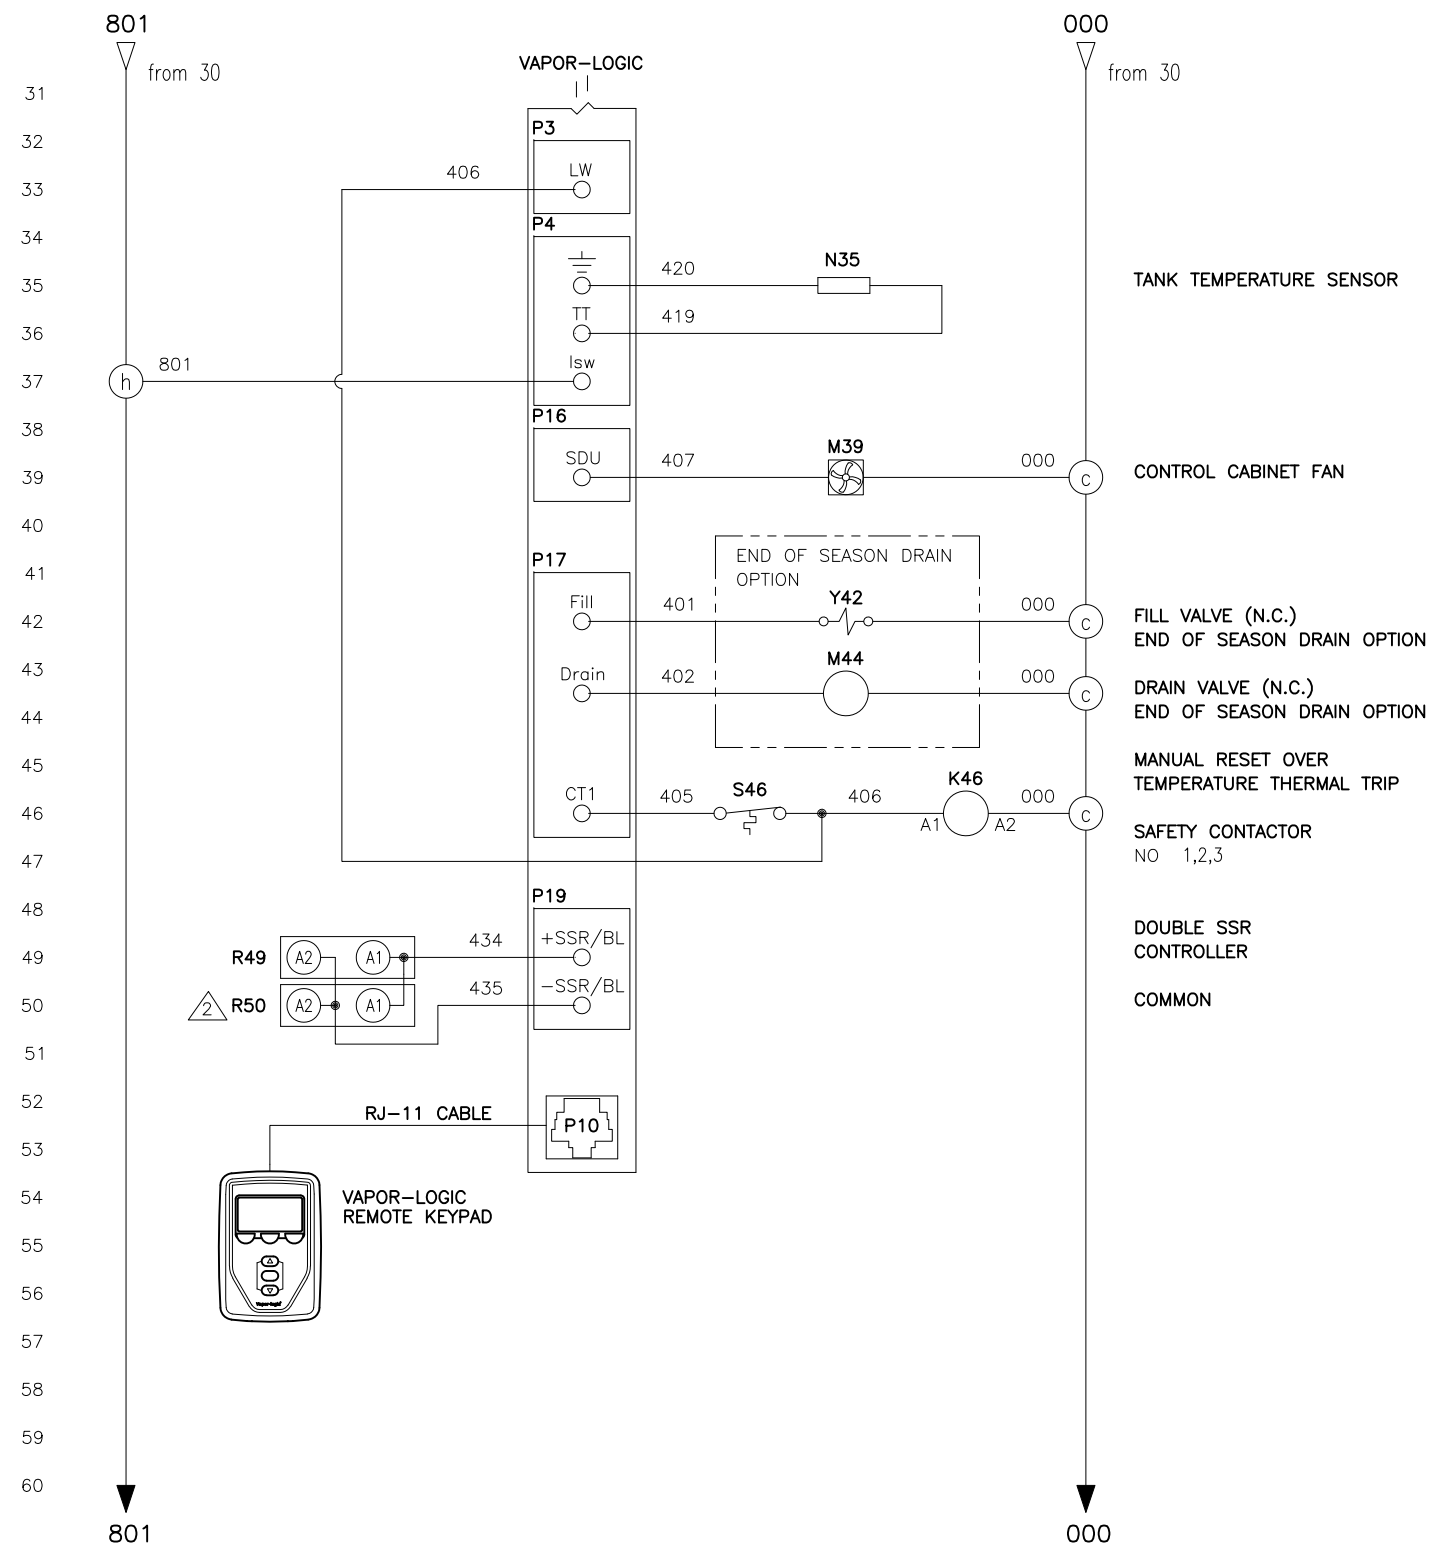 801
000
from 30
from 30
VAPOR-LOGIC
31
P3
32
406
LW
33
34
P4
420
N35
TANK TEMPERATURE SENSOR
35
TT
419
36
801
Isw
h
37
38
P16
SDU
407
M39
000
CONTROL CABINET FAN
39
c
40
END OF SEASON DRAIN
OPTION
P17
41
Fill
401
Y42
000
FILL VALVE (N.C.)
42
c
END OF SEASON DRAIN OPTION
43
Drain
402
M44
000
DRAIN VALVE (N.C.)
c
44
END OF SEASON DRAIN OPTION
45
MANUAL RESET OVER
TEMPERATURE THERMAL TRIP
CT1
405
S46
406
K46
000
46
A1
A2
c
SAFETY CONTACTOR
47
NO 1,2,3
48
P19
434
+SSR/BL
DOUBLE SSR
49
R49
A2
A1
CONTROLLER
435
-SSR/BL
50
2
R50
A2
A1
COMMON
51
52
RJ-11 CABLE
P10
53
54
VAPOR-LOGIC
REMOTE KEYPAD
55
56
Vapor-logic
57
58
59
60
801
000